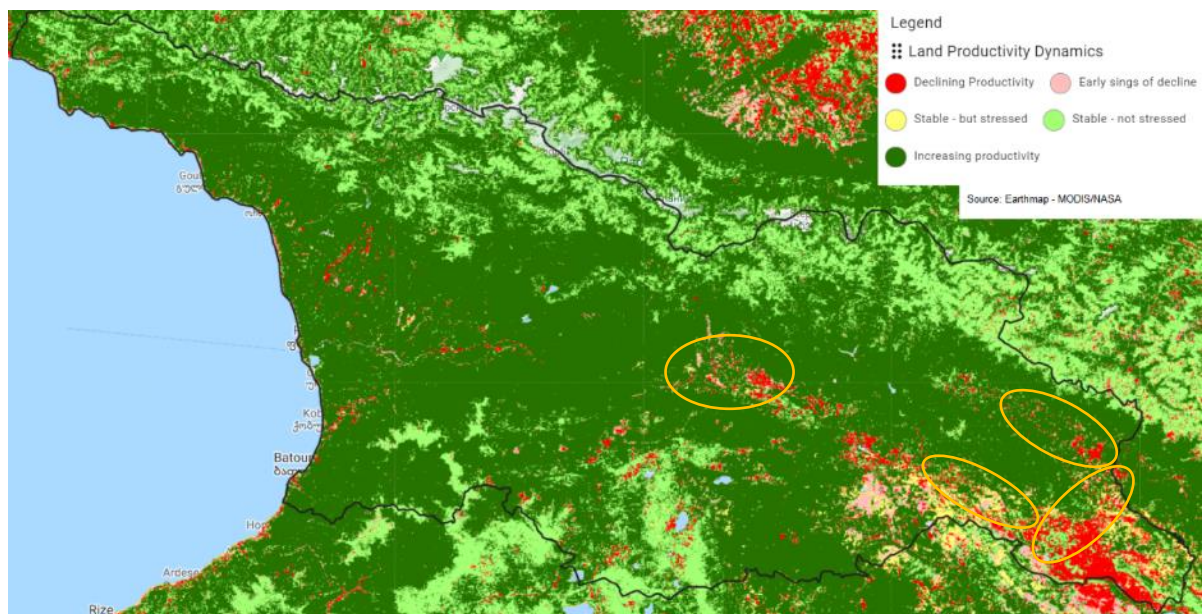 Legend
Land Productivity Dynamics
Declining Productivity
Early sings of decline
Stable - but stressed
Stable - not stressed
Increasing productivity
Source: Earthmap - MODIS/NASA
Batoum
Ardese
Rize